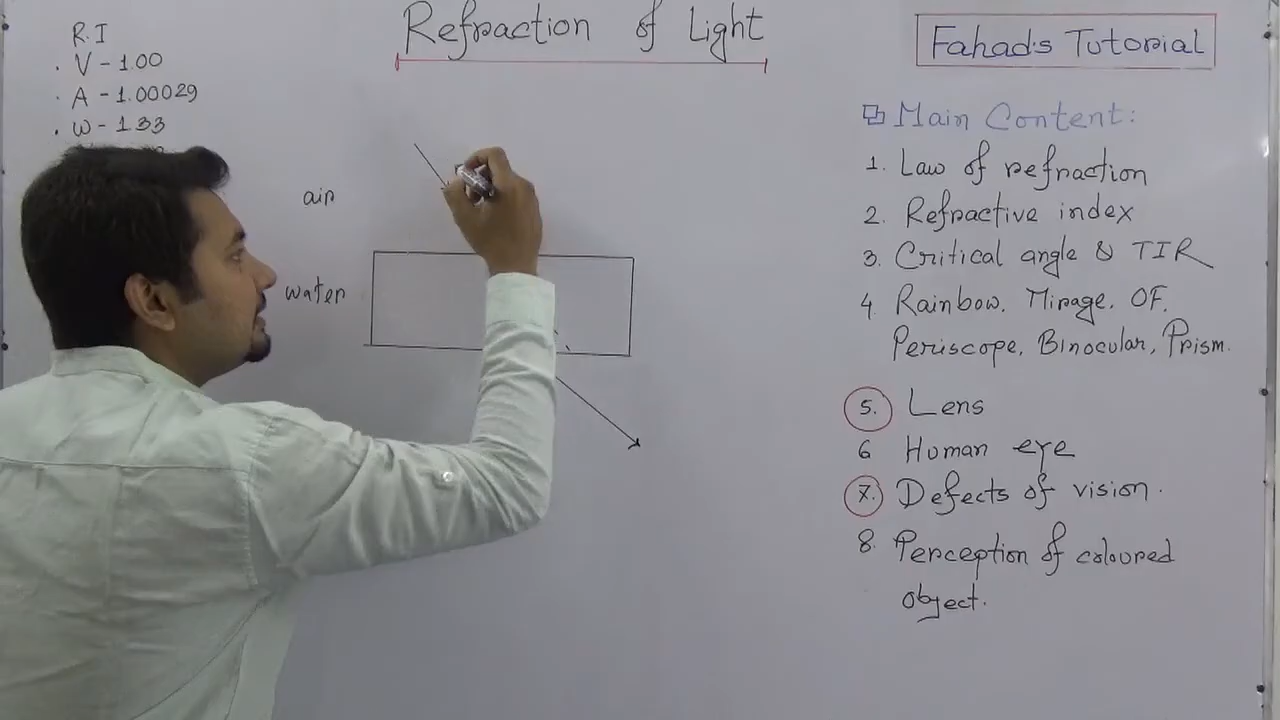 R.I
. V - 1.00
. A - 1.00029
. W - 1.33
Refraction of Light
air
water
Fahad's Tutorial
Main Content:
1. Law of refraction
2. Refractive index
3. Critical angle & TIR
4. Rainbow. Mirage. OF.
Periscope. Binocular, Prism.
5. Lens
6 Human eye
7. Defects of vision.
8. Perception of coloured
object.